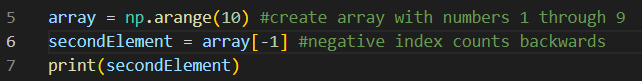 5 array = np.arange(10) #create array with numbers 1 through 9
6 secondElement = array[-1] #negative index counts backwards
7 print(secondElement)